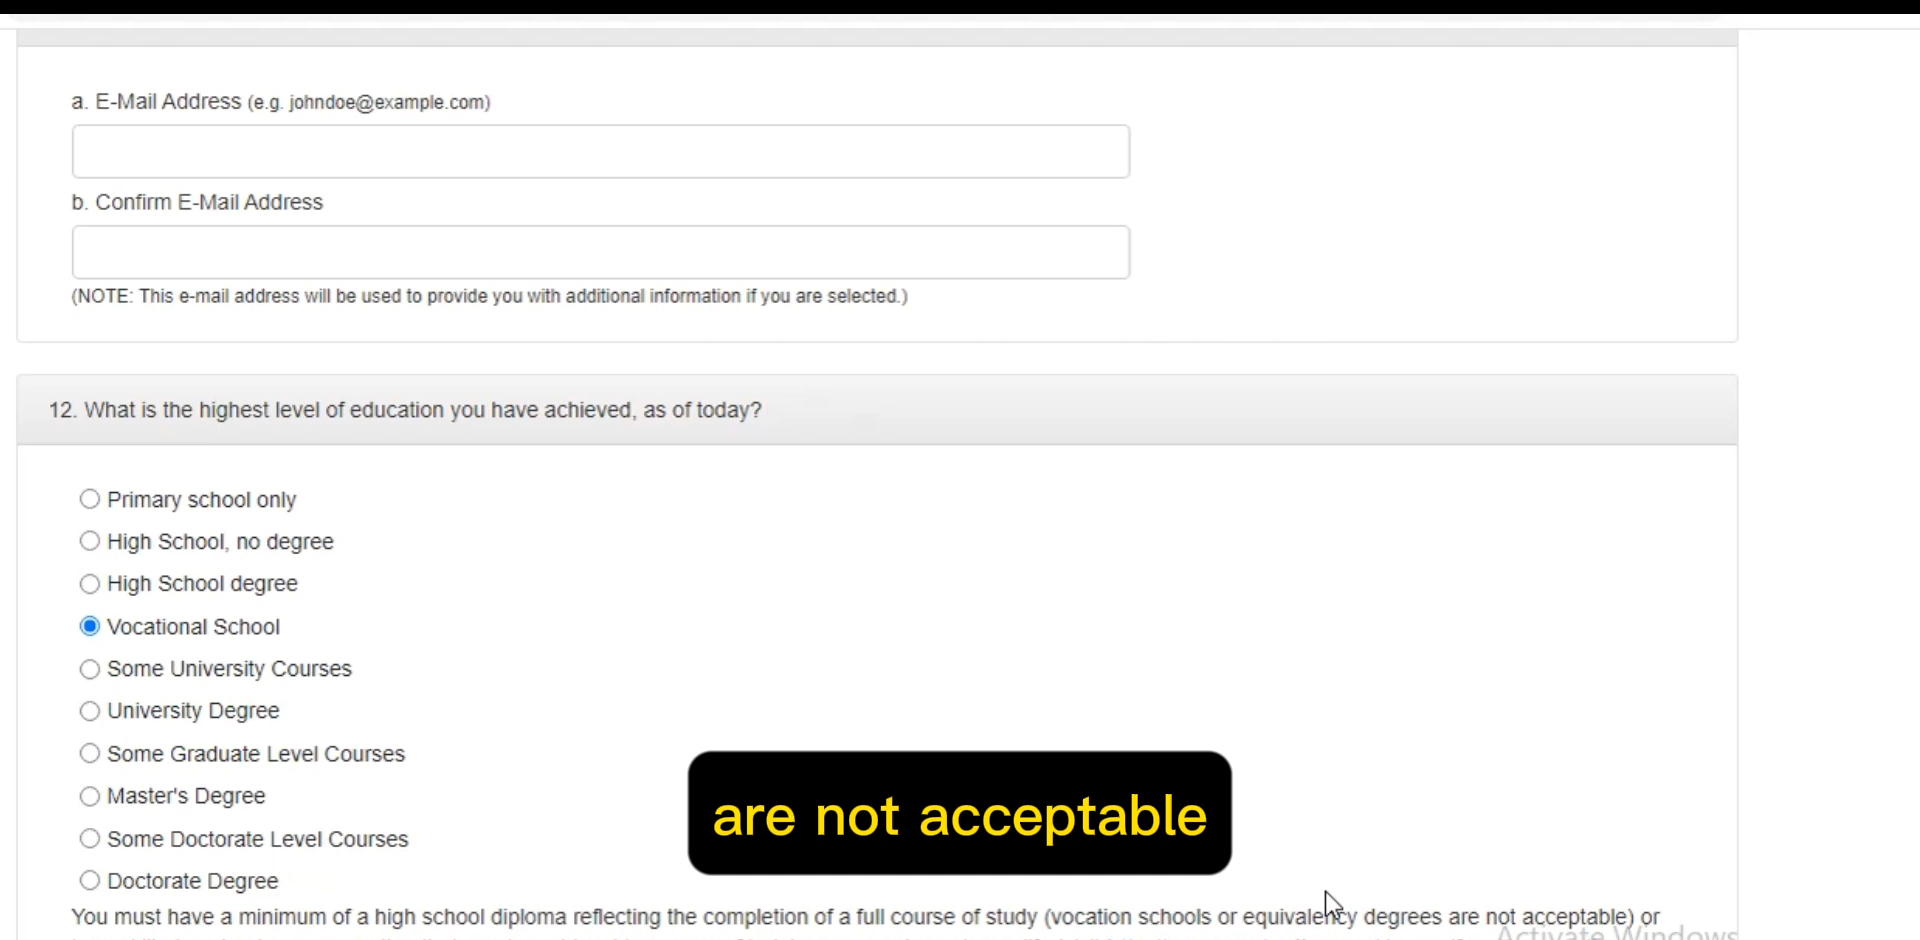 a. E-Mail Address (e.g. johndoe@example.com)
b. Confirm E-Mail Address
(NOTE: This e-mail address will be used to provide you with additional information if you are selected.)
12. What is the highest level of education you have achieved, as of today?
Primary school only
High School, no degree
High School degree
Vocational School
Some University Courses
University Degree
Some Graduate Level Courses
Master's Degree
Some Doctorate Level Courses
Doctorate Degree
are not acceptable
You must have a minimum of a high school diploma reflecting the completion of a full course of study (vocation schools or equivalency degrees are not acceptable) or
Activate Windows